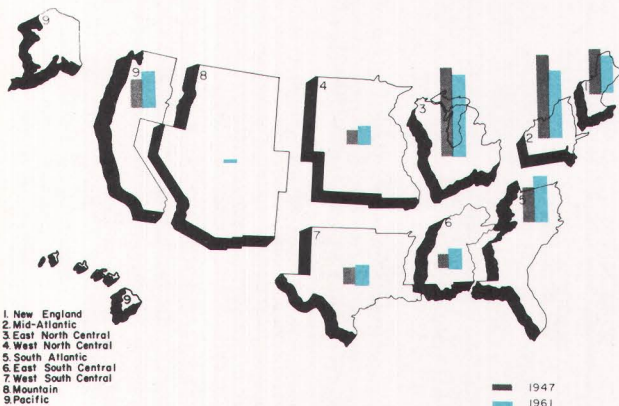 9
9
8
4
3
1
2
5
6
7
9
1. New England
2. Mid-Atlantic
3. East North Central
4. West North Central
5. South Atlantic
6. East South Central
7. West South Central
8. Mountain
9. Pacific
1947
1961